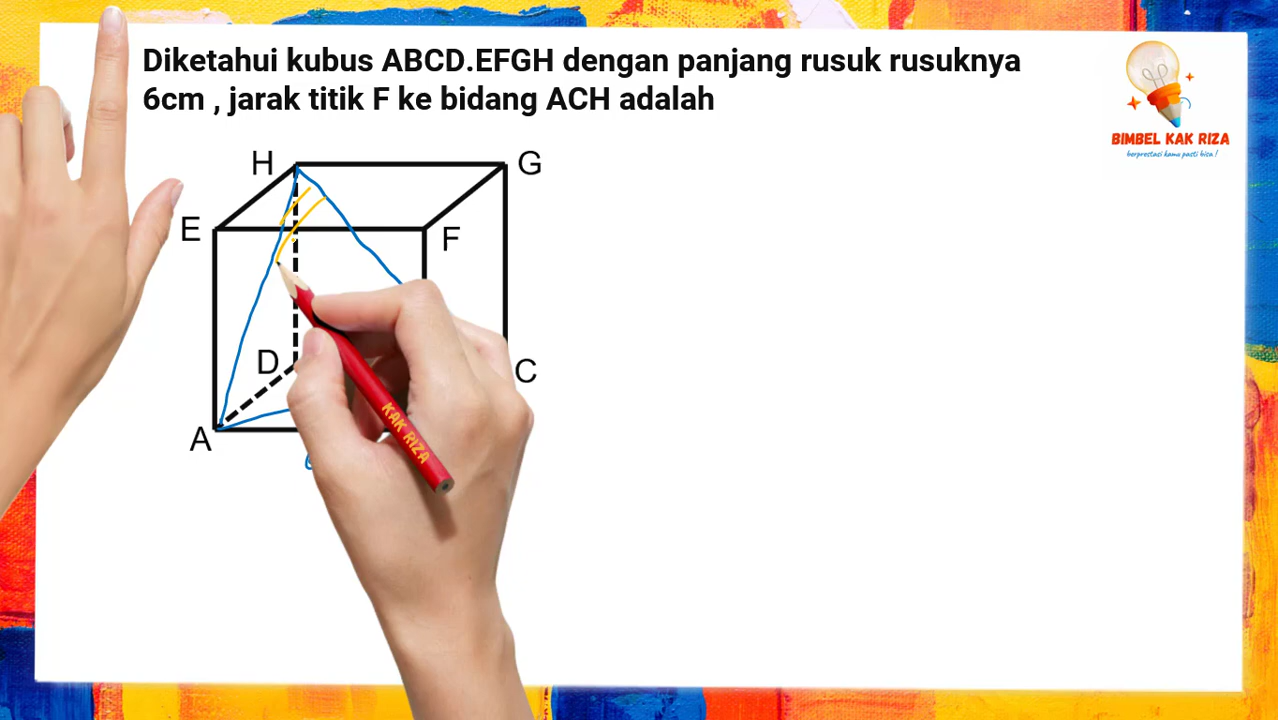 Diketahui kubus ABCD.EFGH dengan panjang rusuk rusuknya
6cm , jarak titik F ke bidang ACH adalah
BIMBEL KAK RIZA
berprestasi kamu pasti bisa !
H
G
E
F
D
C
A
KAK RIZA